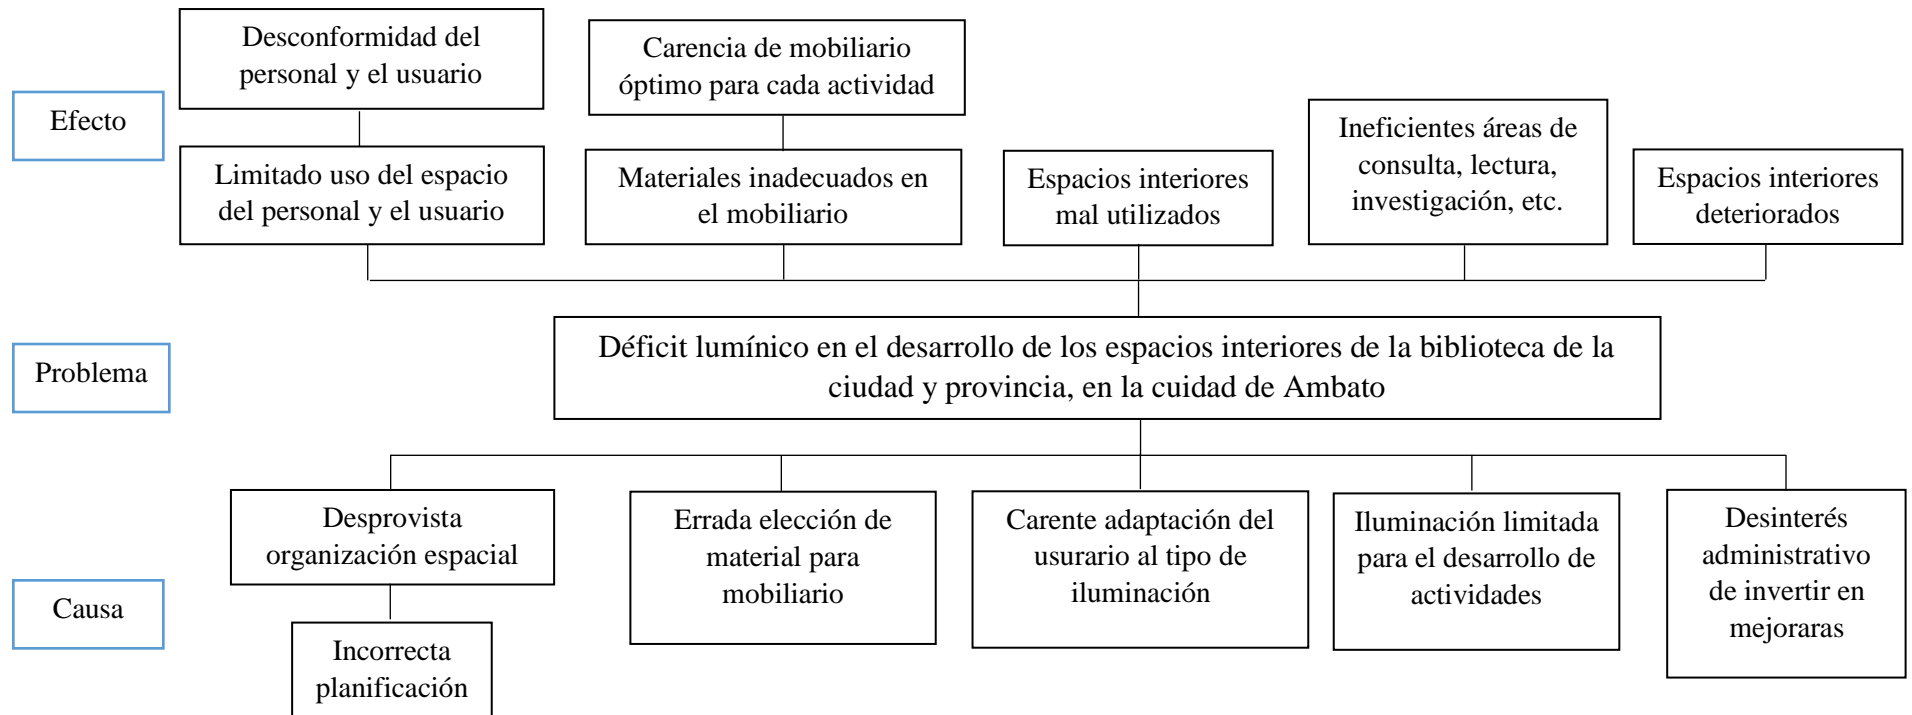 Efecto
Desconformidad del
personal y el usuario
Carencia de mobiliario
óptimo para cada actividad
Limitado uso del espacio
del personal y el usuario
Materiales inadecuados en
el mobiliario
Espacios interiores
mal utilizados
Ineficientes áreas de
consulta, lectura,
investigación, etc.
Espacios interiores
deteriorados
Problema
Déficit lumínico en el desarrollo de los espacios interiores de la biblioteca de la
ciudad y provincia, en la cuidad de Ambato
Causa
Desprovista
organización espacial
Errada elección de
material para
mobiliario
Carente adaptación del
usurario al tipo de
iluminación
Iluminación limitada
para el desarrollo de
actividades
Desinterés
administrativo
de invertir en
mejoraras
Incorrecta
planificación